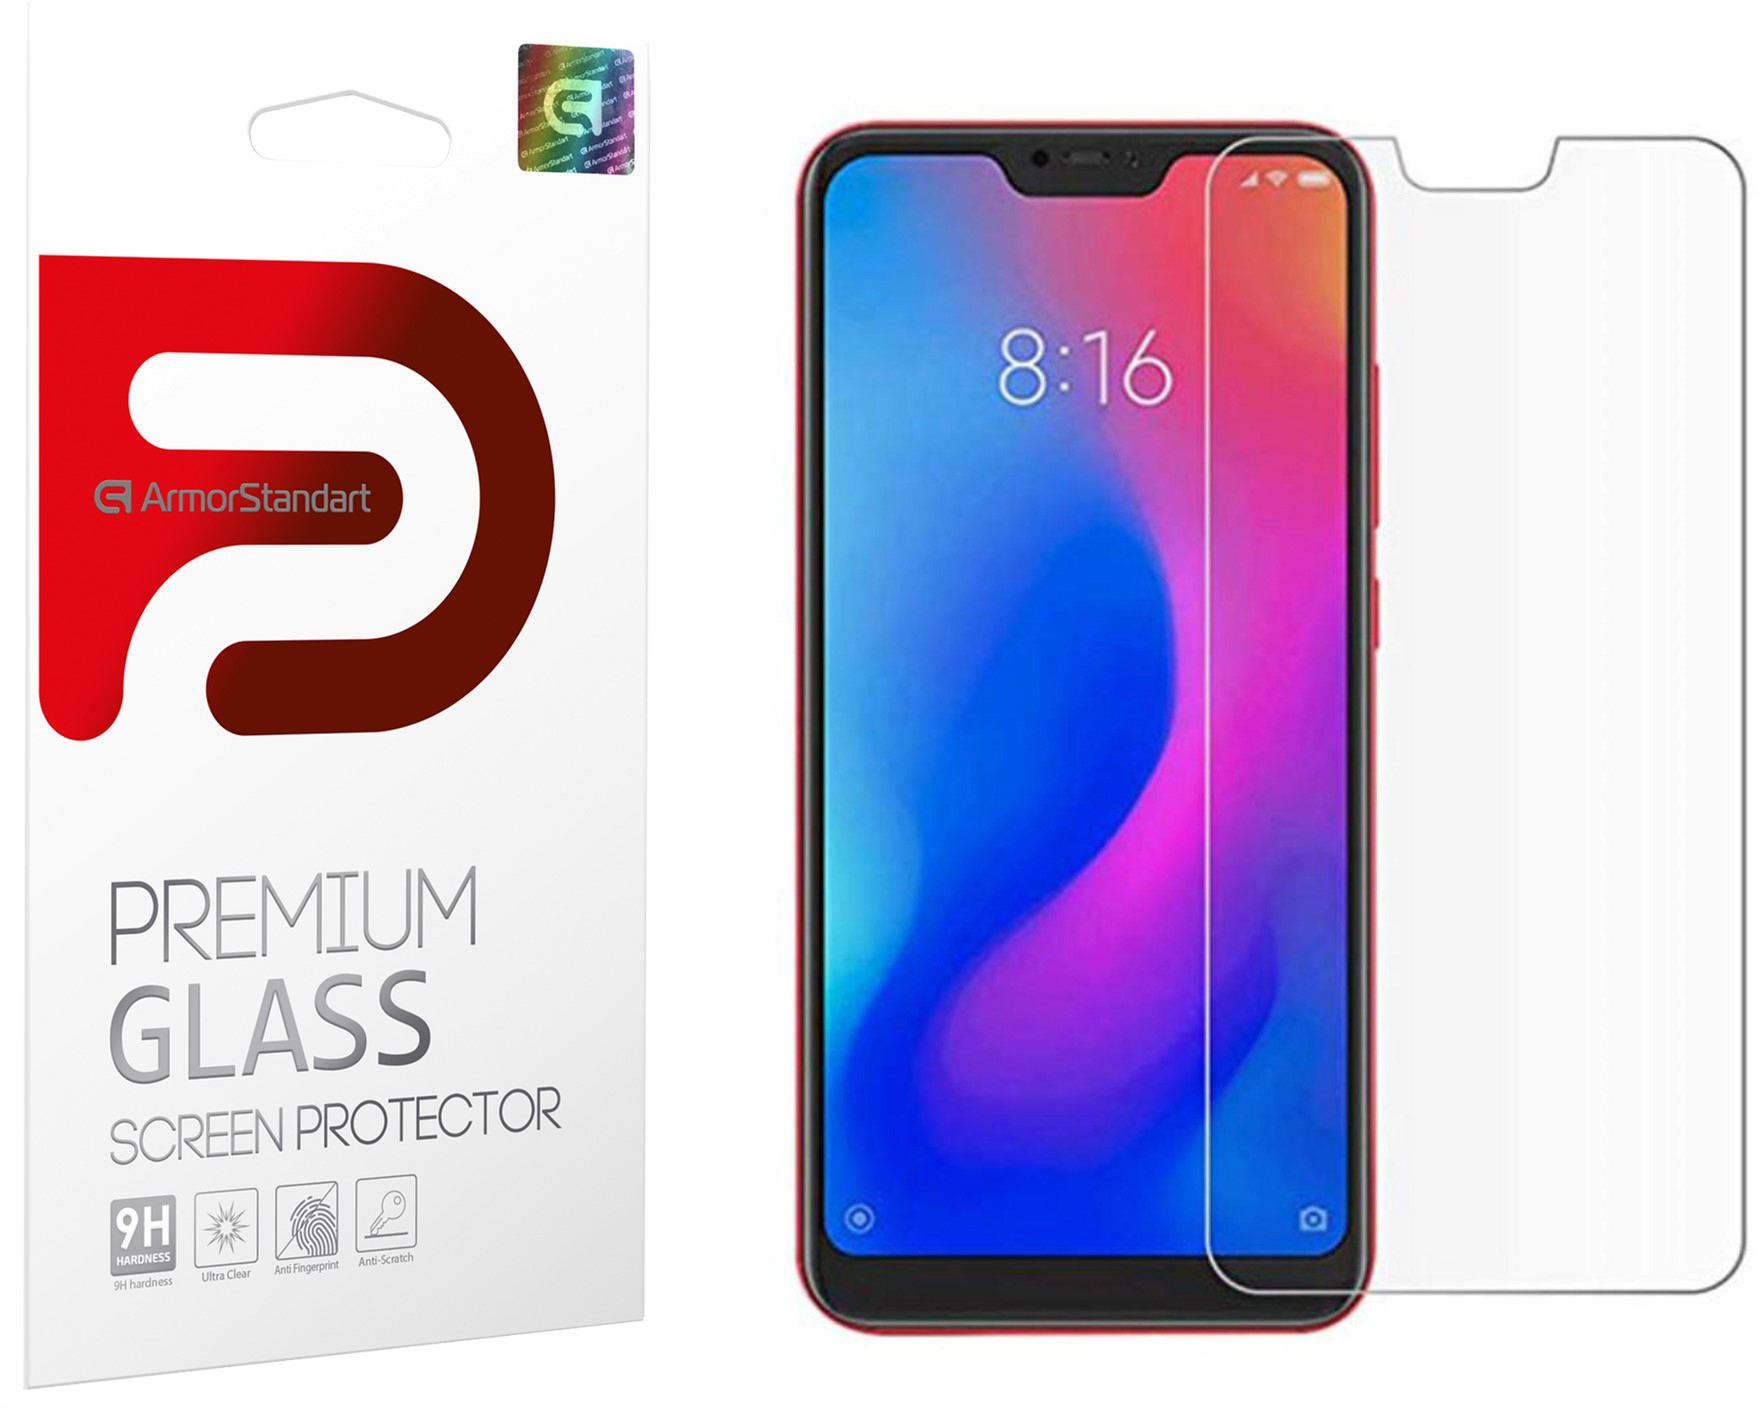 ArmorStandart
PREMIUM
GLASS
SCREEN PROTECTOR
9H
HARDNESS
9H hardness
Ultra Clear
Anti Fingerprint
Anti-Scratch
8:16